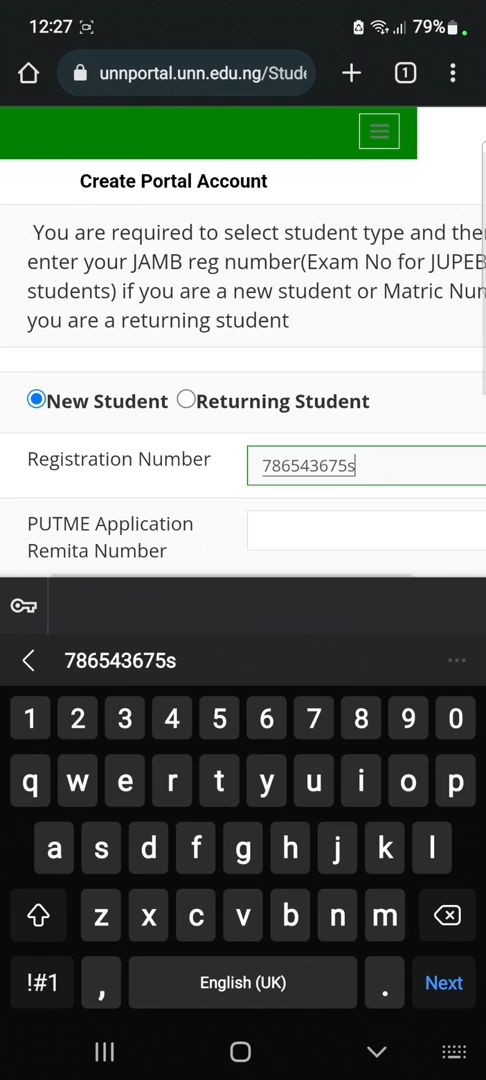 12:27
79%
unnportal.unn.edu.ng/Stude
1
Create Portal Account
You are required to select student type and the
enter your JAMB reg number(Exam No for JUPEB
students) if you are a new student or Matric Num
you are a returning student
New Student Returning Student
Registration Number
786543675s
PUTME Application
Remita Number
786543675s
1 2 3 4 5 6 7 8 9 0
q w e r t y u i o p
a s d f g h j k l
z x c v b n m
!#1 , English (UK) . Next